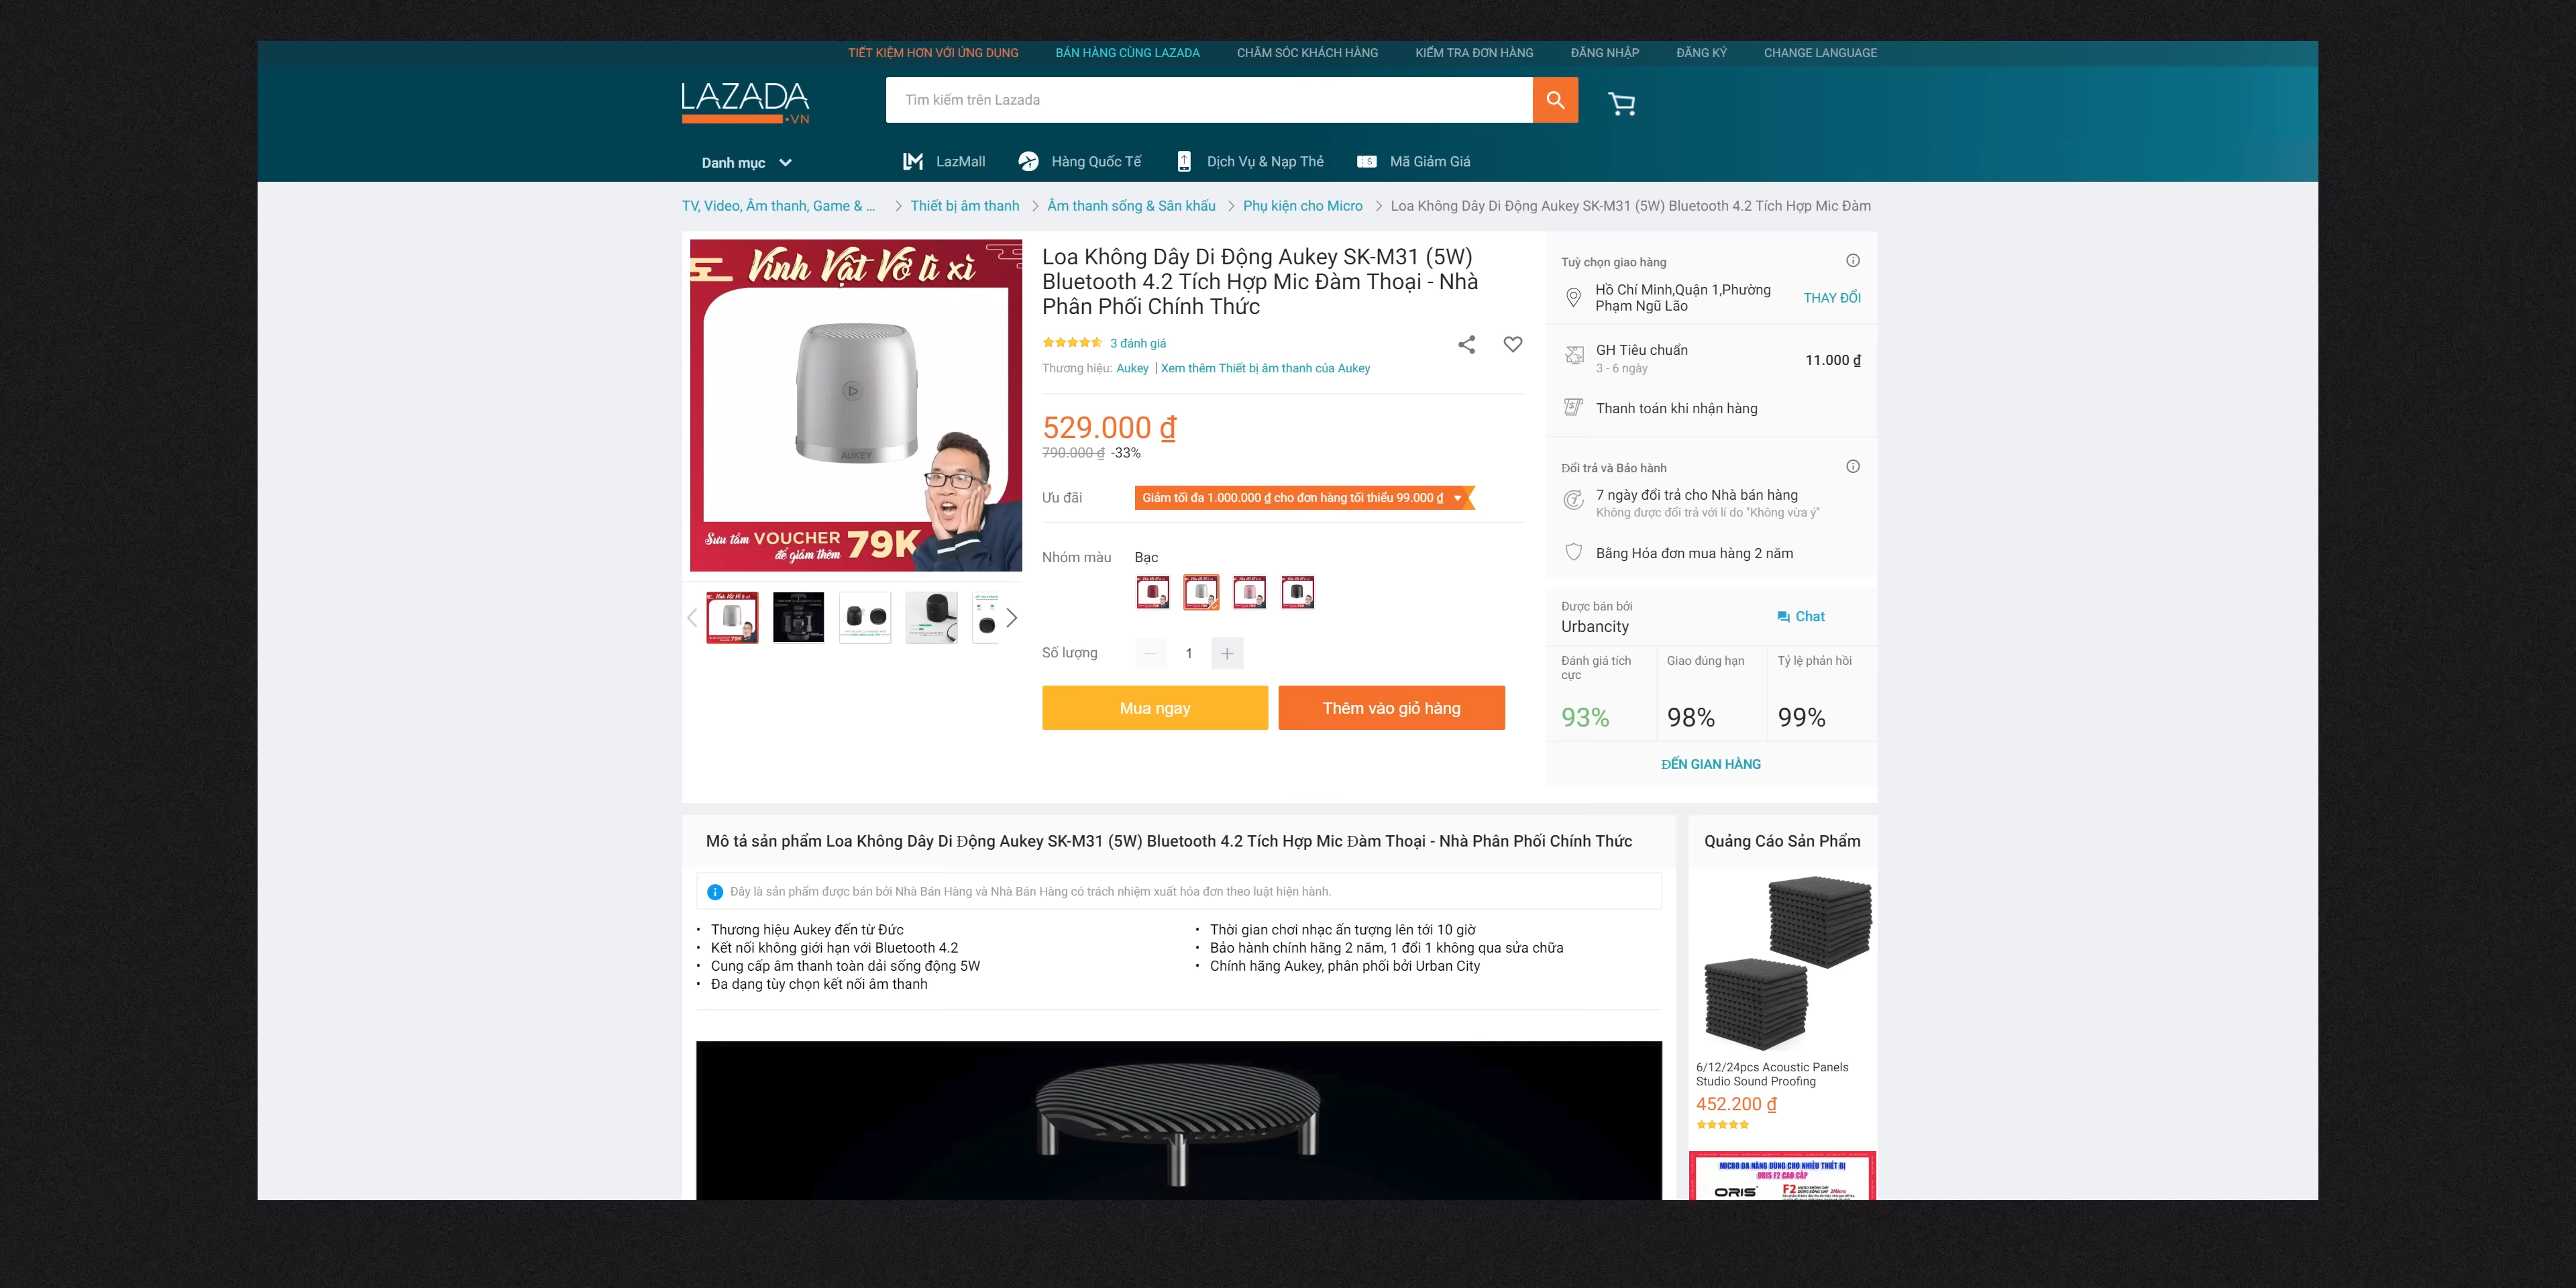 TIẾT KIỆM HƠN VỚI ỨNG DỤNG
BÁN HÀNG CÙNG LAZADA
CHĂM SÓC KHÁCH HÀNG
KIỂM TRA ĐƠN HÀNG
ĐĂNG NHẬP
ĐĂNG KÝ
CHANGE LANGUAGE
LAZADA
.VN
Tìm kiếm trên Lazada
Danh mục
LazMall
Hàng Quốc Tế
Dịch Vụ & Nạp Thẻ
Mã Giảm Giá
TV, Video, Âm thanh, Game & ... > Thiết bị âm thanh > Âm thanh sống & Sân khấu > Phụ kiện cho Micro > Loa Không Dây Di Động Aukey SK-M31 (5W) Bluetooth 4.2 Tích Hợp Mic Đàm
Vinh Vật Vờ lì xì
AUKEY
Sưu tầm VOUCHER
để giảm thêm 79K
Loa Không Dây Di Động Aukey SK-M31 (5W)
Bluetooth 4.2 Tích Hợp Mic Đàm Thoại - Nhà
Phân Phối Chính Thức
3 đánh giá
Thương hiệu: Aukey | Xem thêm Thiết bị âm thanh của Aukey
529.000 ₫
790.000 ₫ -33%
Ưu đãi
Giảm tối đa 1.000.000 ₫ cho đơn hàng tối thiểu 99.000 ₫
Nhóm màu
Bạc
Số lượng
1
Mua ngay
Thêm vào giỏ hàng
Tuỳ chọn giao hàng
Hồ Chí Minh,Quận 1,Phường
Phạm Ngũ Lão
THAY ĐỔI
GH Tiêu chuẩn
3 - 6 ngày
11.000 ₫
Thanh toán khi nhận hàng
Đổi trả và Bảo hành
7 ngày đổi trả cho Nhà bán hàng
Không được đổi trả với lí do "Không vừa ý"
Bằng Hóa đơn mua hàng 2 năm
Được bán bởi
Urbancity
Chat
Đánh giá tích
cực
93%
Giao đúng hạn
98%
Tỷ lệ phản hồi
99%
ĐẾN GIAN HÀNG
Mô tả sản phẩm Loa Không Dây Di Động Aukey SK-M31 (5W) Bluetooth 4.2 Tích Hợp Mic Đàm Thoại - Nhà Phân Phối Chính Thức
Đây là sản phẩm được bán bởi Nhà Bán Hàng và Nhà Bán Hàng có trách nhiệm xuất hóa đơn theo luật hiện hành.
• Thương hiệu Aukey đến từ Đức
• Kết nối không giới hạn với Bluetooth 4.2
• Cung cấp âm thanh toàn dải sống động 5W
• Đa dạng tùy chọn kết nối âm thanh
• Thời gian chơi nhạc ấn tượng lên tới 10 giờ
• Bảo hành chính hãng 2 năm, 1 đổi 1 không qua sửa chữa
• Chính hãng Aukey, phân phối bởi Urban City
Quảng Cáo Sản Phẩm
6/12/24pcs Acoustic Panels
Studio Sound Proofing
452.200 ₫
MICRO ĐA NĂNG DÙNG CHO NHIỀU THIẾT BỊ
ORIS F2 CAO CẤP
ORIS
F2